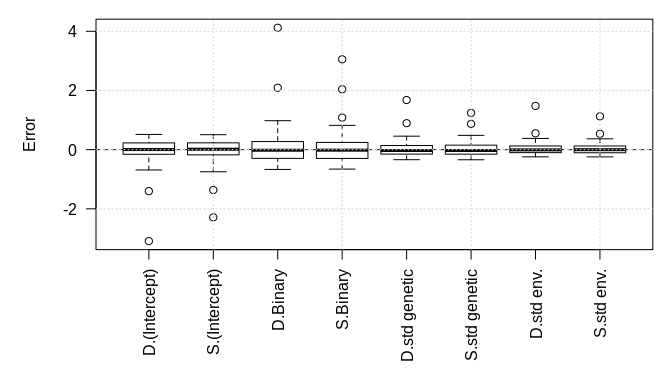 Error
4
2
0
-2
D.(Intercept)
S.(Intercept)
D.Binary
S.Binary
D.std genetic
S.std genetic
D.std env.
S.std env.